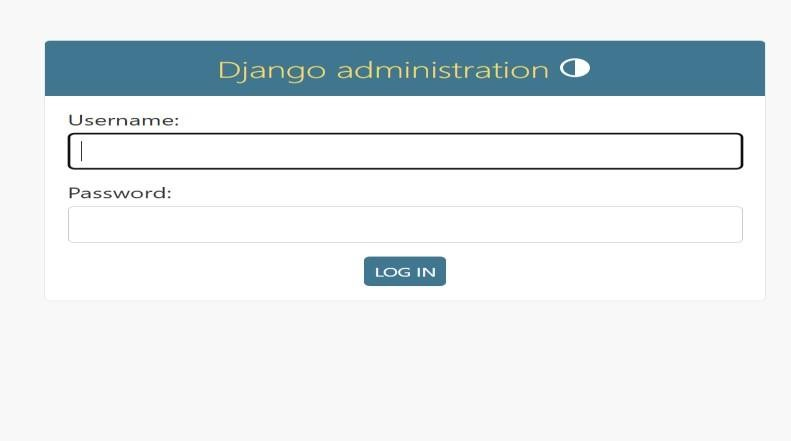 Django administration
Username:
Password:
LOG IN